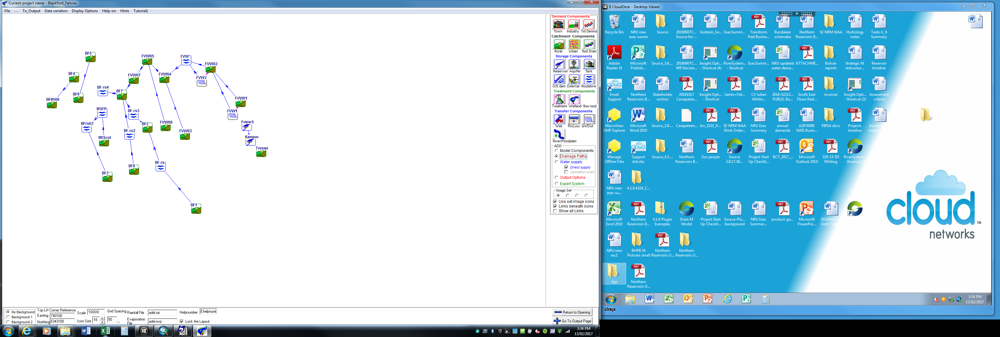 Current project name - Blackford_Fairviw
File .... To_Output Data variation Display Options Help-on Hints Tutorial1
BF5
BF4
BF9
BF#506
FVW05
FVW
FVW02
FVW07
FVW04
FVW2
BF-rs4
BF7
FVW01
MSFP
BF-rs3
FVW1
BFrs03
BF2
FVW06
FviewS
BF-rs2
FVW03
MtScot
Kangoo
Tresan
BF-rs
BF8
BF3
BF1
Demand Components
Town Industry Txt Demnd
Catchment Components
Rural Urban Text Drain
Storage Components
Reservoir Aquifer Tank
O/S dam External Routstore
Treatment Components
Treatment Wetland flow mod
Transfer Components
Weir RivLoss GWDist
River/Floodplain
ADD
Model Components
Drainage Paths
Water supply
Direct supply
Operation order
Output Options
Expert System
Image Set
Use set image icons
Links beneath icons
Show all Links
No Background
Background 1
Background 2
Top LH Corner Reference
Easting 740100
Northing 6343100
Scale 10000
Icon Size 16
Grid Spacing
50 m
Rainfall File adel.rai
Evaporation File adel.evp
Helpnumber Ehelpnumb
Lock the Layout
Return to Opening
Go To Output Page
3:34 PM
13/02/2017
II CloudDesk - Desktop Viewer
Recycle Bin
NRU new exec summ
Source
20160607C... Source for ...
Goldsim_So...
ExecSumm...
Transform Peel Busine...
Bundaleer schematic
Northern Reservoirs B...
SE NRM WAA
Hydrology notes
Tasks 4_6 Summary
Adobe Reader XI
Microsoft Publish...
Source_3.8....
20160607C... WR Decisio...
Insight.Opti... - Shortcut (4)
RiverSystem... - Shortcut
ExecSumm...
NRU updated water dema...
ATTACHME...
Bolivar reports
Strategic fit restructur...
Reservoir timeline
Email Support
Northern Reservoirs B...
Stakeholder section
20161017 Carrapatee...
Insight.Opti... - Shortcut
Saints+Fixt...
CV Julian Whitin...
2016-02212... PUBLIC Bu...
South East Flows Rest...
invoices
Insight.Opti... - Shortcut (3)
Assessment criteria
MacroView DMF Explorer
Microsoft Word 2010
Source_3.8....
Carapateen...
Inv_2102_fr...
SE NRM WAA Work Order...
NRU Exec Summary
annual demands
A2974090 NAIS Busin...
PIRSA docs
Projects timeline
Manage Offline Files
Support Articles
Source_4.1....
Northern Reservoirs B...
Our people
Source 3.8.17.36...
Project Start Up Checkli...
BCT_2017_...
Microsoft Outlook 2010
329-15-B3 Whiting
NRU new exec su...
4.1.0.4324_C...
Microsoft Excel 2010
Northern Reservoirs B...
4.1.0 Plugin Examples
Drain M Model
Project Start Up Checkli...
Source-Plu... background
NRU Exec Summar...
product-gu...
Microsoft PowerPoi...
NRU new sec1
BHPB 54 Pictures small
Northern Reservoirs U...
Northern Reservoirs U...
Apx
Northern Reservoirs U...
cloud
networks
TM
3:34 PM
13/02/2017
CITRIX